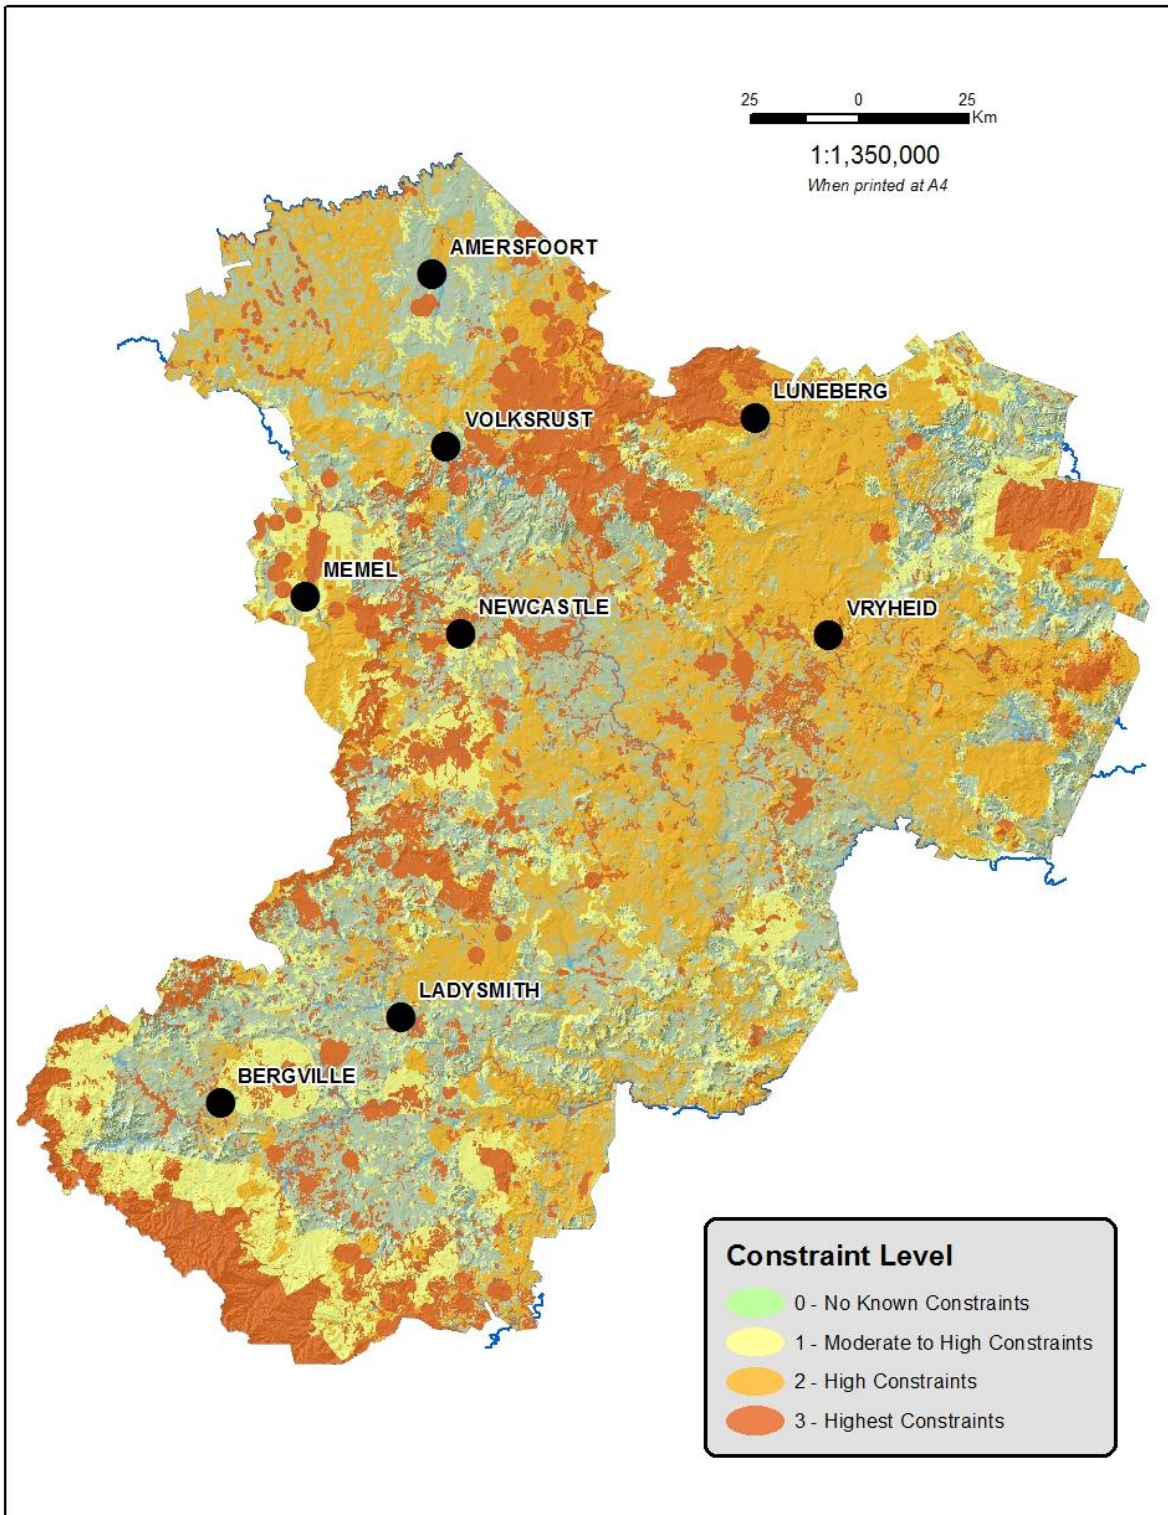 25 0 25
Km
1:1,350,000
When printed at A4
AMERSFOORT
LUNEBERG
VOLKSRUST
MEMEL
NEWCASTLE
VRYHEID
LADYSMITH
BERGVILLE
Constraint Level
0 - No Known Constraints
1 - Moderate to High Constraints
2 - High Constraints
3 - Highest Constraints